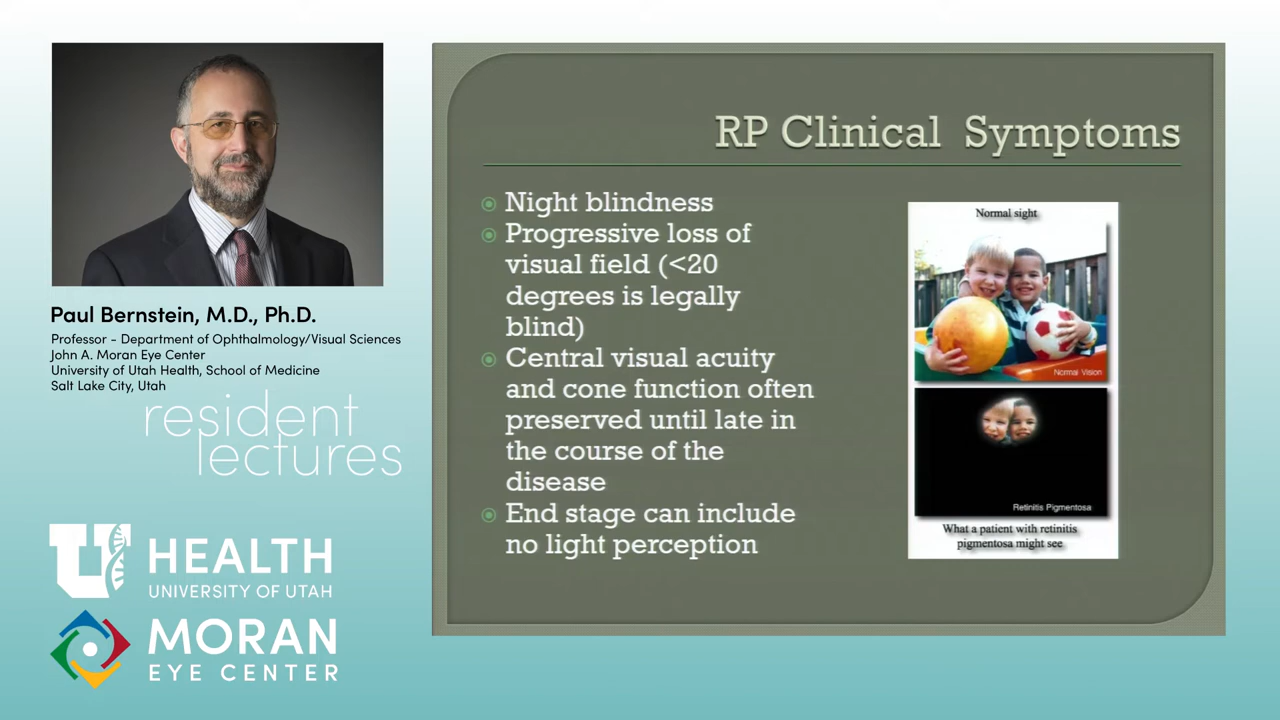 Paul Bernstein, M.D., Ph.D.
Professor - Department of Ophthalmology/Visual Sciences
John A. Moran Eye Center
University of Utah Health, School of Medicine
Salt Lake City, Utah
resident
lectures
U
HEALTH
UNIVERSITY OF UTAH
MORAN
EYE CENTER
RP Clinical Symptoms
Night blindness
Progressive loss of
visual field (<20
degrees is legally
blind)
Central visual acuity
and cone function often
preserved until late in
the course of the
disease
End stage can include
no light perception
Normal sight
Normal Vision
Retinitis Pigmentosa
What a patient with retinitis
pigmentosa might see